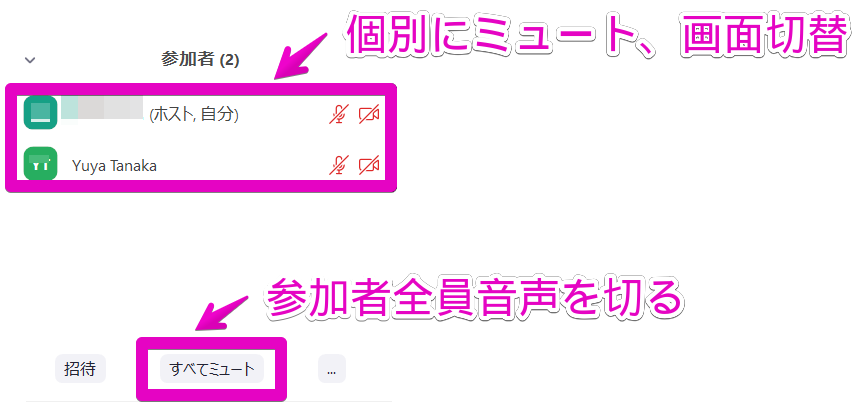 個別にミュート、画面切替
参加者 (2)
(ホスト, 自分)
Yuya Tanaka
参加者全員音声を切る
招待
すべてミュート
...